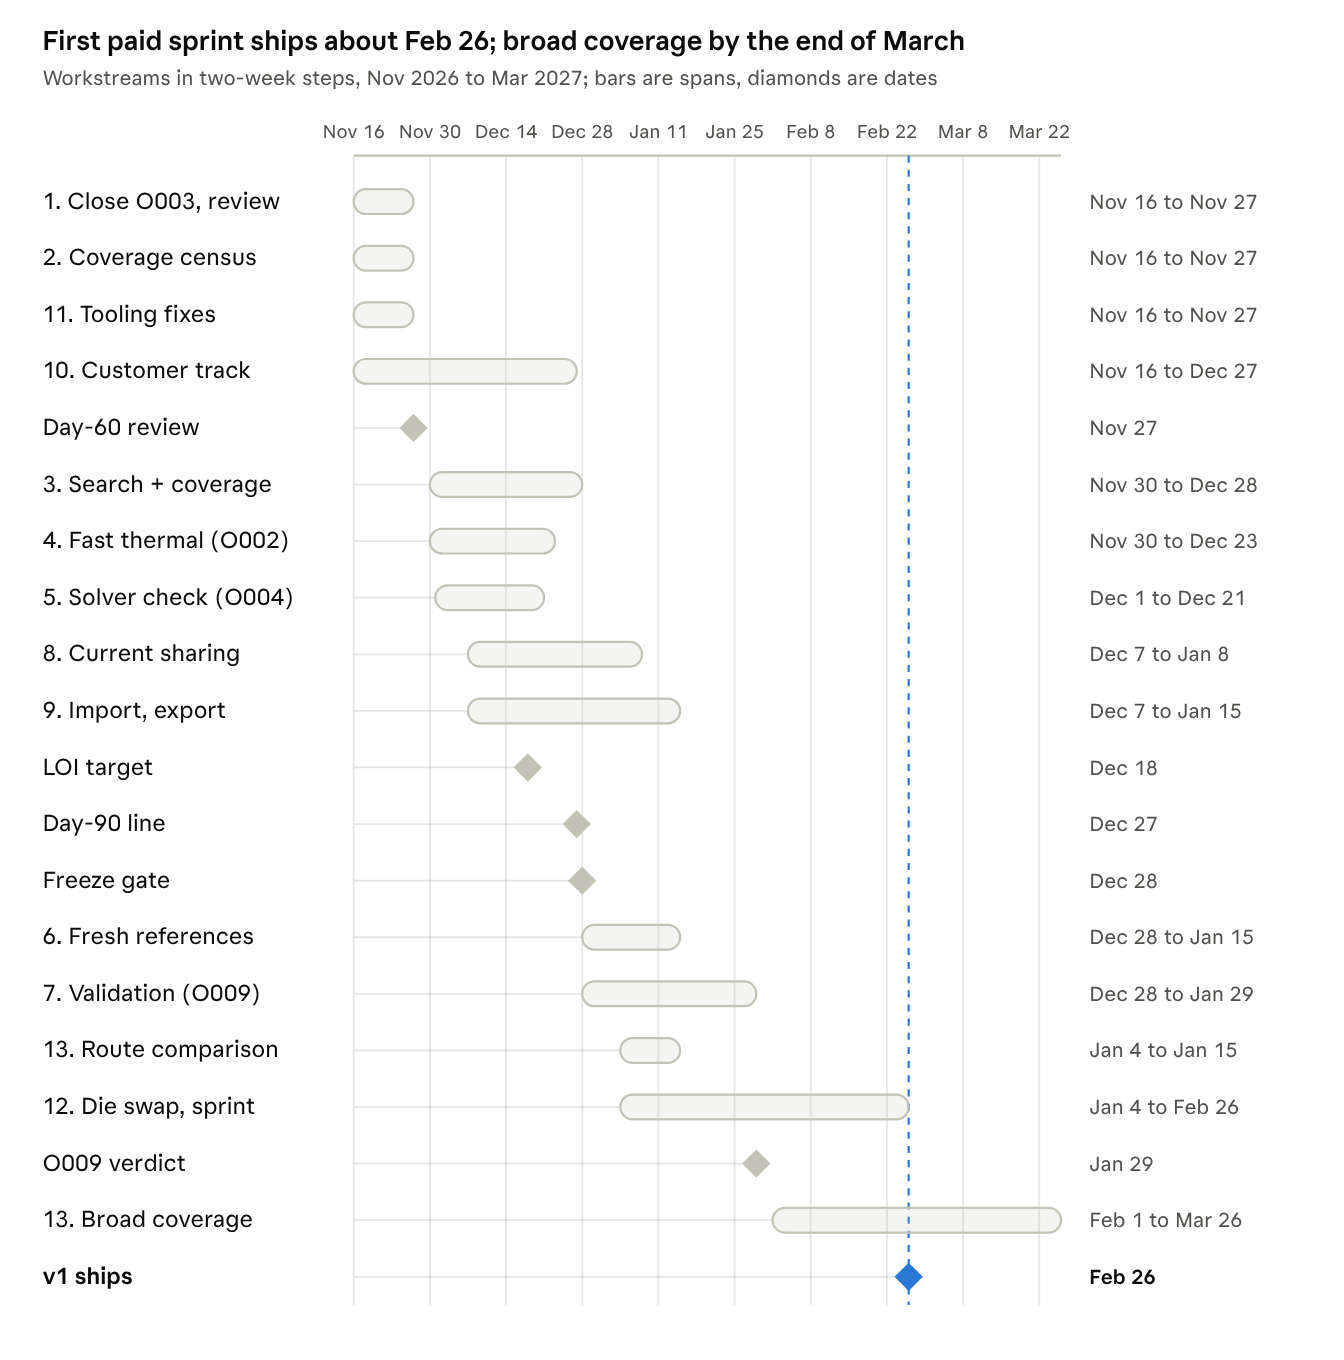 First paid sprint ships about Feb 26; broad coverage by the end of March
Workstreams in two-week steps, Nov 2026 to Mar 2027; bars are spans, diamonds are dates
Nov 16 Nov 30 Dec 14 Dec 28 Jan 11 Jan 25 Feb 8 Feb 22 Mar 8 Mar 22
1. Close O003, review Nov 16 to Nov 27
2. Coverage census Nov 16 to Nov 27
11. Tooling fixes Nov 16 to Nov 27
10. Customer track Nov 16 to Dec 27
Day-60 review Nov 27
3. Search + coverage Nov 30 to Dec 28
4. Fast thermal (O002) Nov 30 to Dec 23
5. Solver check (O004) Dec 1 to Dec 21
8. Current sharing Dec 7 to Jan 8
9. Import, export Dec 7 to Jan 15
LOI target Dec 18
Day-90 line Dec 27
Freeze gate Dec 28
6. Fresh references Dec 28 to Jan 15
7. Validation (O009) Dec 28 to Jan 29
13. Route comparison Jan 4 to Jan 15
12. Die swap, sprint Jan 4 to Feb 26
O009 verdict Jan 29
13. Broad coverage Feb 1 to Mar 26
v1 ships Feb 26